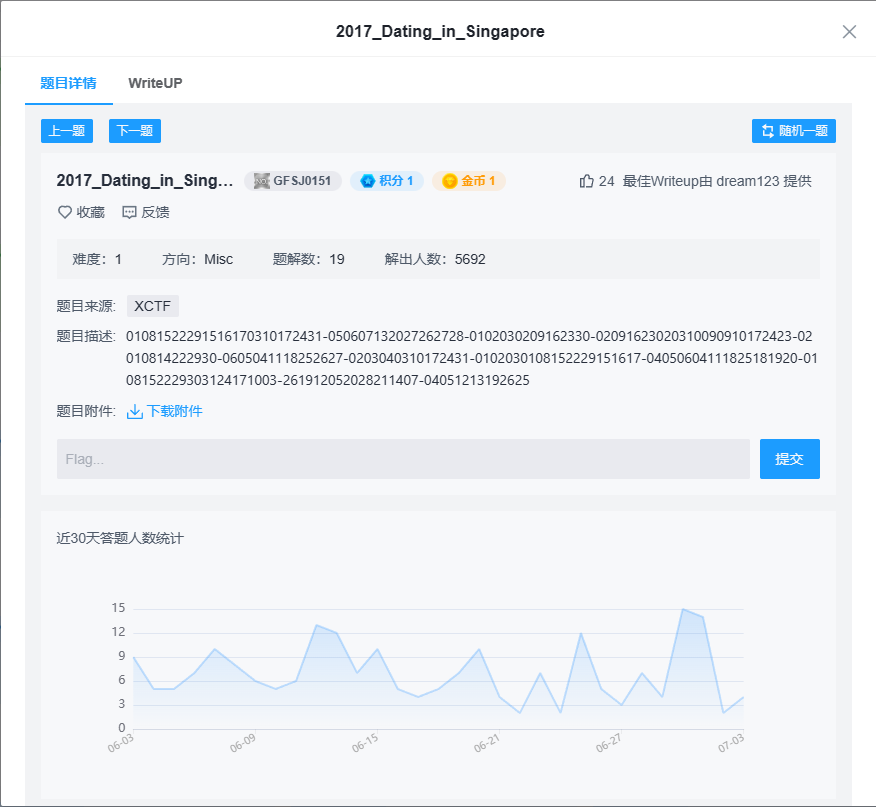 2017_Dating_in_Singapore
题目详情 WriteUP
上一题 下一题 随机一题
2017_Dating_in_Sing... GFSJ0151 积分 1 金币 1 24 最佳Writeup由 dream123 提供
收藏 反馈
难度: 1 方向: Misc 题解数: 19 解出人数: 5692
题目来源: XCTF
题目描述: 01081522291516170310172431-050607132027262728-0102030209162330-02091623020310090910172423-02
010814222930-0605041118252627-0203040310172431-0102030108152229151617-04050604111825181920-01
08152229303124171003-261912052028211407-04051213192625
题目附件: 下载附件
Flag... 提交
近30天答题人数统计
15
12
9
6
3
0
06-03 06-09 06-15 06-21 06-27 07-03